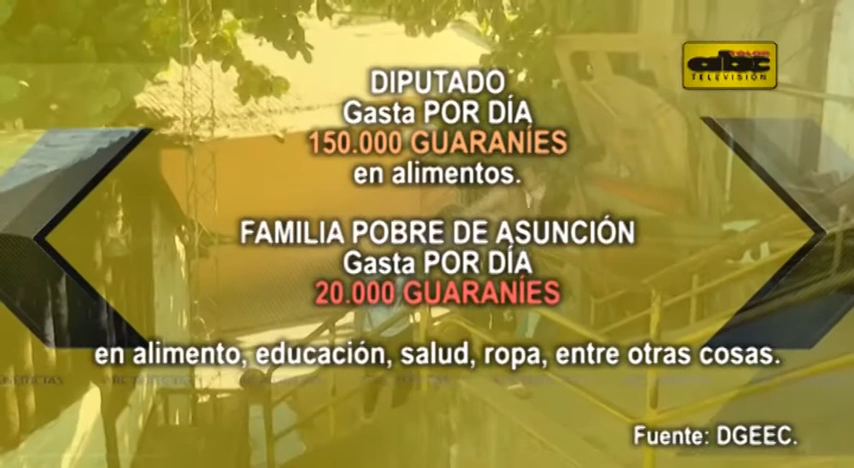 COLOR
abc
TELEVISIÓN
DIPUTADO
Gasta POR DÍA
150.000 GUARANÍES
en alimentos.
FAMILIA POBRE DE ASUNCIÓN
Gasta POR DÍA
20.000 GUARANÍES
en alimento, educación, salud, ropa, entre otras cosas.
Fuente: DGEEC.